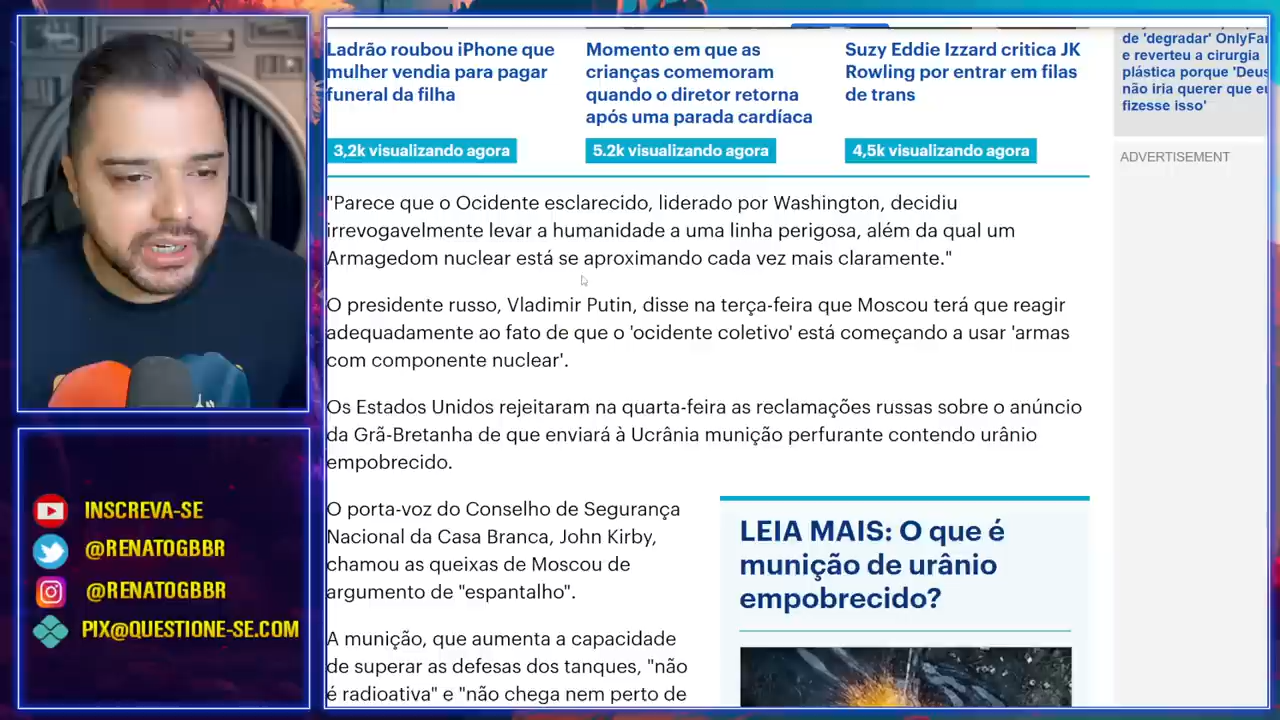 Ladrão roubou iPhone que
mulher vendia para pagar
funeral da filha
3,2k visualizando agora
Momento em que as
crianças comemoram
quando o diretor retorna
após uma parada cardíaca
5.2k visualizando agora
Suzy Eddie Izzard critica JK
Rowling por entrar em filas
de trans
4,5k visualizando agora
de 'degradar' OnlyFan
e reverteu a cirurgia
plástica porque 'Deus
não iria querer que eu
fizesse isso'
ADVERTISEMENT
"Parece que o Ocidente esclarecido, liderado por Washington, decidiu
irrevogavelmente levar a humanidade a uma linha perigosa, além da qual um
Armagedom nuclear está se aproximando cada vez mais claramente."
O presidente russo, Vladimir Putin, disse na terça-feira que Moscou terá que reagir
adequadamente ao fato de que o 'ocidente coletivo' está começando a usar 'armas
com componente nuclear'.
Os Estados Unidos rejeitaram na quarta-feira as reclamações russas sobre o anúncio
da Grã-Bretanha de que enviará à Ucrânia munição perfurante contendo urânio
empobrecido.
O porta-voz do Conselho de Segurança
Nacional da Casa Branca, John Kirby,
chamou as queixas de Moscou de
argumento de "espantalho".
A munição, que aumenta a capacidade
de superar as defesas dos tanques, "não
é radioativa" e "não chega nem perto de
LEIA MAIS: O que é
munição de urânio
empobrecido?
INSCREVA-SE
@RENATOGBBR
@RENATOGBBR
PIX@QUESTIONE-SE.COM